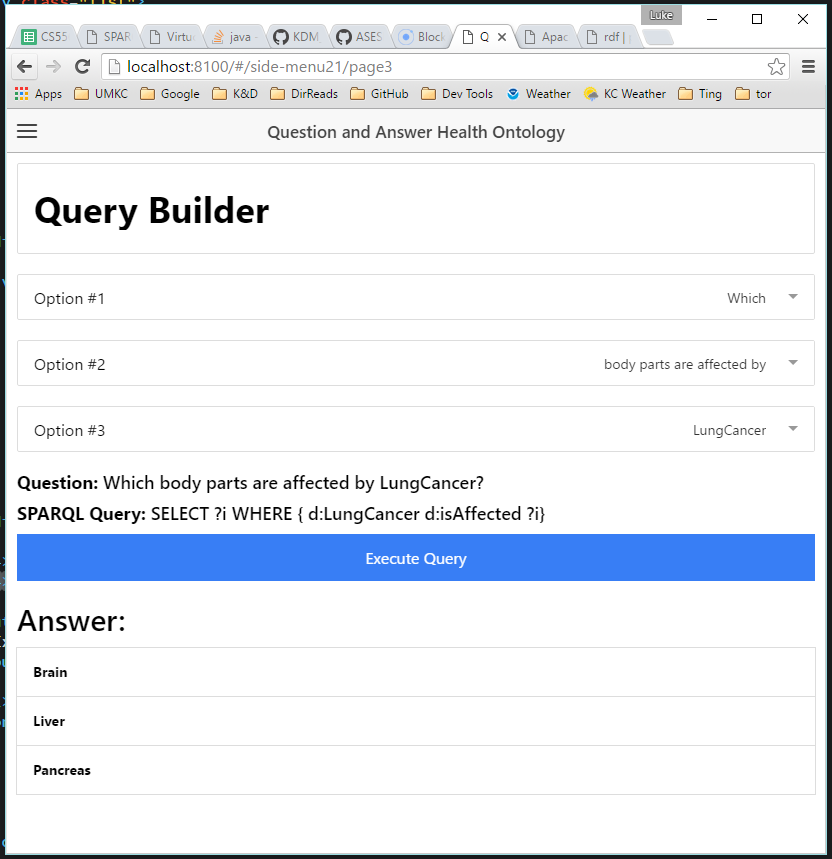 Luke
CS55 SPAR Virtu java - KDM ASES Block Q Apac rdf |
localhost:8100/#/side-menu21/page3
Apps UMKC Google K&D DirReads GitHub Dev Tools Weather KC Weather Ting tor
Question and Answer Health Ontology
Query Builder
Option #1 Which
Option #2 body parts are affected by
Option #3 LungCancer
Question: Which body parts are affected by LungCancer?
SPARQL Query: SELECT ?i WHERE { d:LungCancer d:isAffected ?i}
Execute Query
Answer:
Brain
Liver
Pancreas